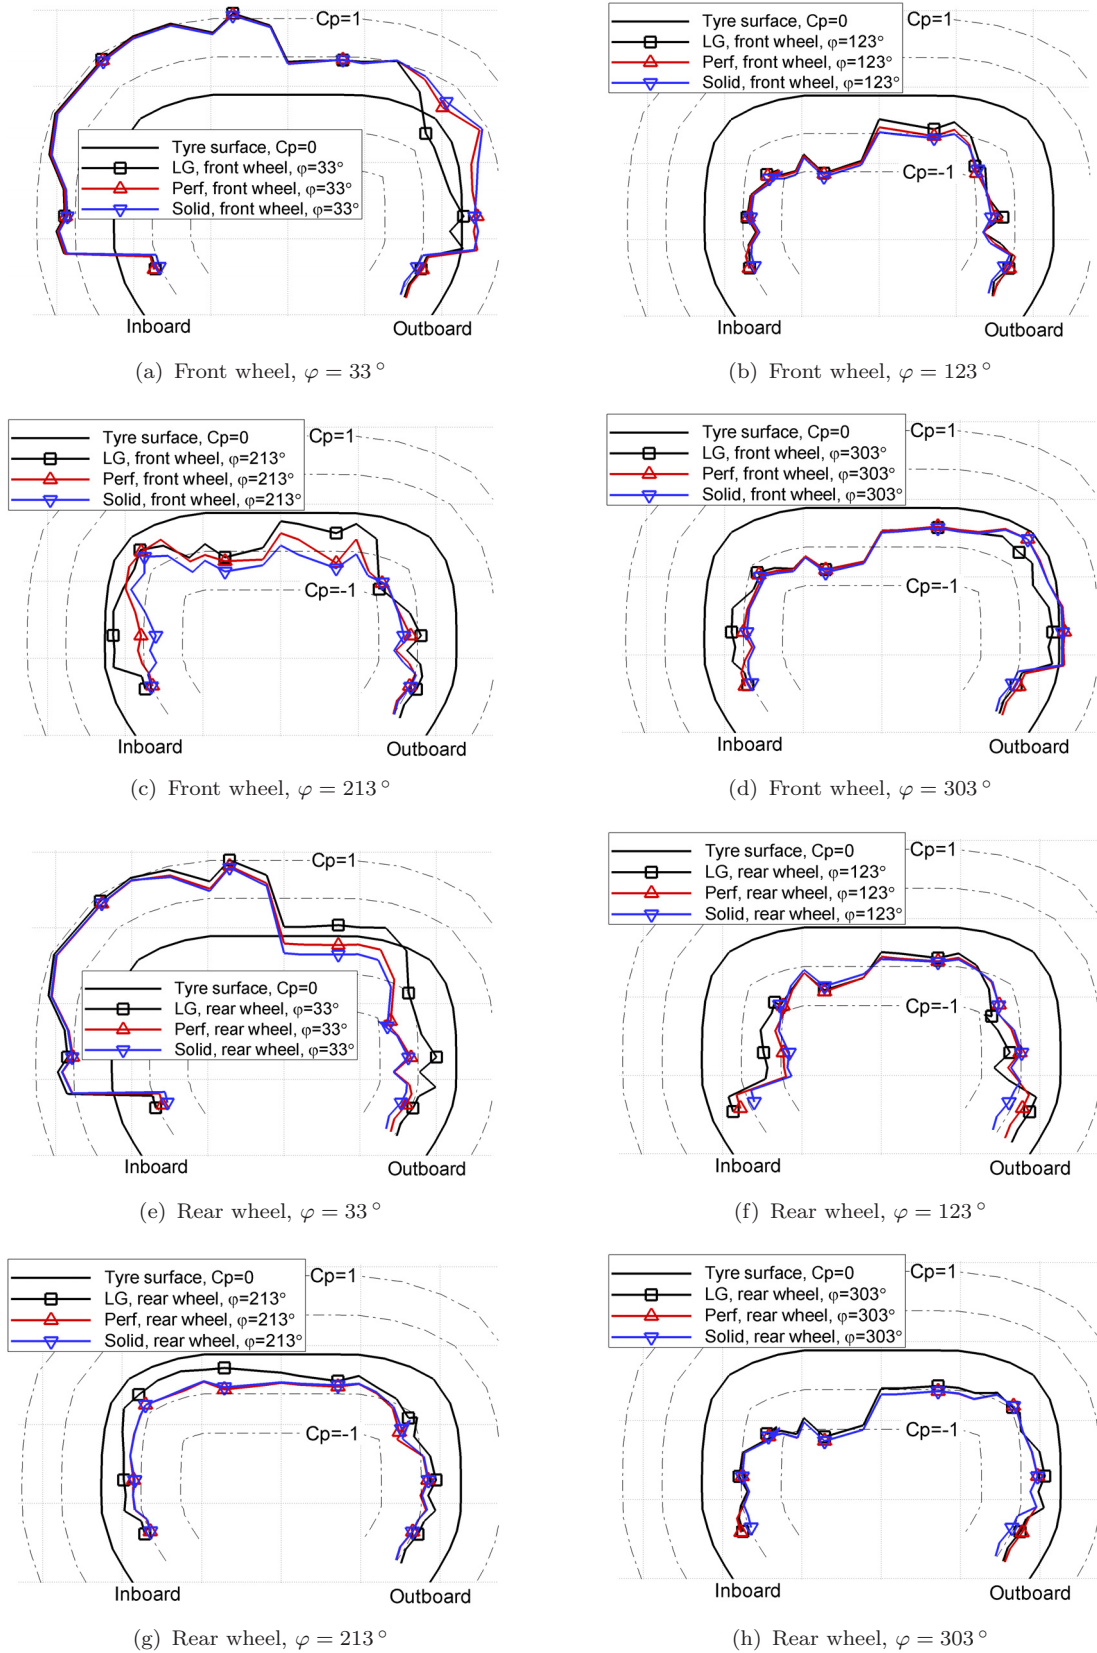 Cp=1
Tyre surface, Cp=0
LG, front wheel, φ=33°
Perf, front wheel, φ=33°
Solid, front wheel, φ=33°
Inboard
Outboard
(a) Front wheel, φ = 33 °
Tyre surface, Cp=0
LG, front wheel, φ=123°
Perf, front wheel, φ=123°
Solid, front wheel, φ=123°
Cp=1
Cp=-1
Inboard
Outboard
(b) Front wheel, φ = 123 °
Tyre surface, Cp=0
LG, front wheel, φ=213°
Perf, front wheel, φ=213°
Solid, front wheel, φ=213°
Cp=1
Cp=-1
Inboard
Outboard
(c) Front wheel, φ = 213 °
Tyre surface, Cp=0
LG, front wheel, φ=303°
Perf, front wheel, φ=303°
Solid, front wheel, φ=303°
Cp=1
Cp=-1
Inboard
Outboard
(d) Front wheel, φ = 303 °
Cp=1
Tyre surface, Cp=0
LG, rear wheel, φ=33°
Perf, rear wheel, φ=33°
Solid, rear wheel, φ=33°
Inboard
Outboard
(e) Rear wheel, φ = 33 °
Tyre surface, Cp=0
LG, rear wheel, φ=123°
Perf, rear wheel, φ=123°
Solid, rear wheel, φ=123°
Cp=1
Cp=-1
Inboard
Outboard
(f) Rear wheel, φ = 123 °
Tyre surface, Cp=0
LG, rear wheel, φ=213°
Perf, rear wheel, φ=213°
Solid, rear wheel, φ=213°
Cp=1
Cp=-1
Inboard
Outboard
(g) Rear wheel, φ = 213 °
Tyre surface, Cp=0
LG, rear wheel, φ=303°
Perf, rear wheel, φ=303°
Solid, rear wheel, φ=303°
Cp=1
Cp=-1
Inboard
Outboard
(h) Rear wheel, φ = 303 °